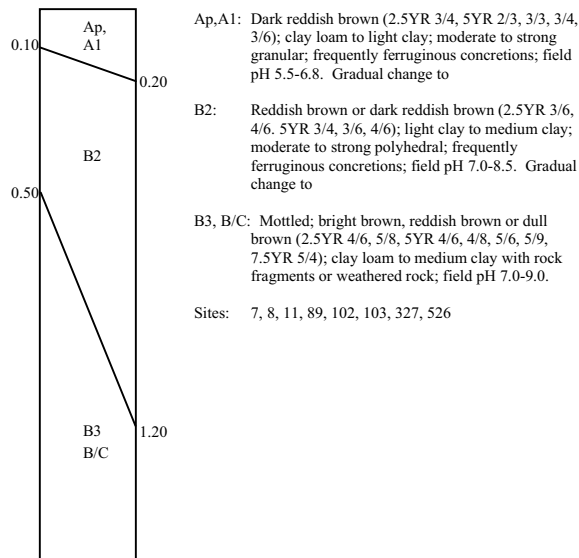 Ap,
A1
0.10
0.20
B2
0.50
1.20
B3
B/C
Ap,A1: Dark reddish brown (2.5YR 3/4, 5YR 2/3, 3/3, 3/4,
3/6); clay loam to light clay; moderate to strong
granular; frequently ferruginous concretions; field
pH 5.5-6.8. Gradual change to
B2: Reddish brown or dark reddish brown (2.5YR 3/6,
4/6. 5YR 3/4, 3/6, 4/6); light clay to medium clay;
moderate to strong polyhedral; frequently
ferruginous concretions; field pH 7.0-8.5. Gradual
change to
B3, B/C: Mottled; bright brown, reddish brown or dull
brown (2.5YR 4/6, 5/8, 5YR 4/6, 4/8, 5/6, 5/9,
7.5YR 5/4); clay loam to medium clay with rock
fragments or weathered rock; field pH 7.0-9.0.
Sites: 7, 8, 11, 89, 102, 103, 327, 526